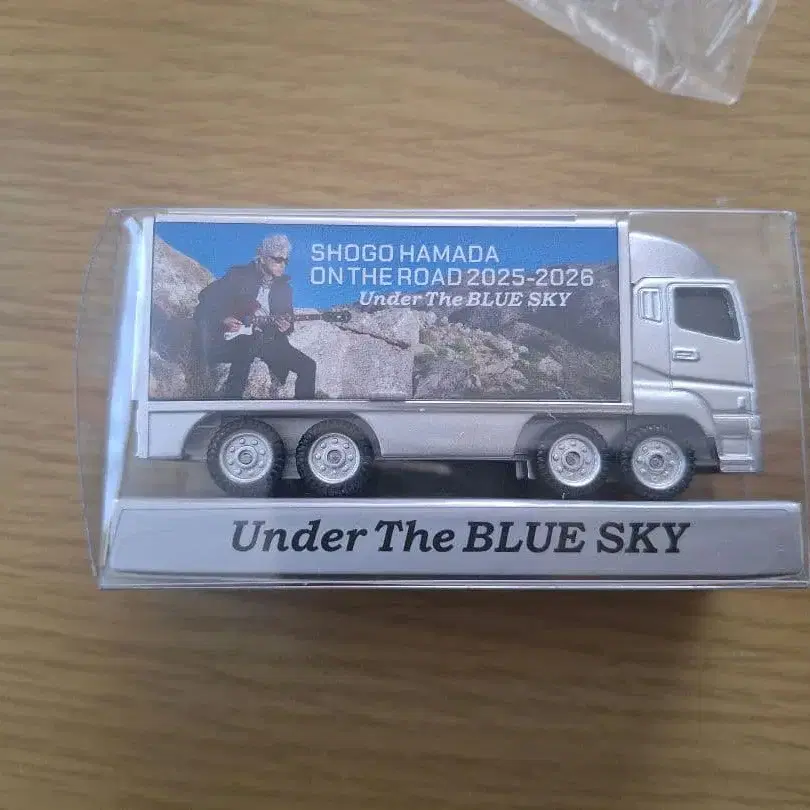 SHOGO HAMADA
ON THE ROAD 2025-2026
Under The BLUE SKY
Under The BLUE SKY